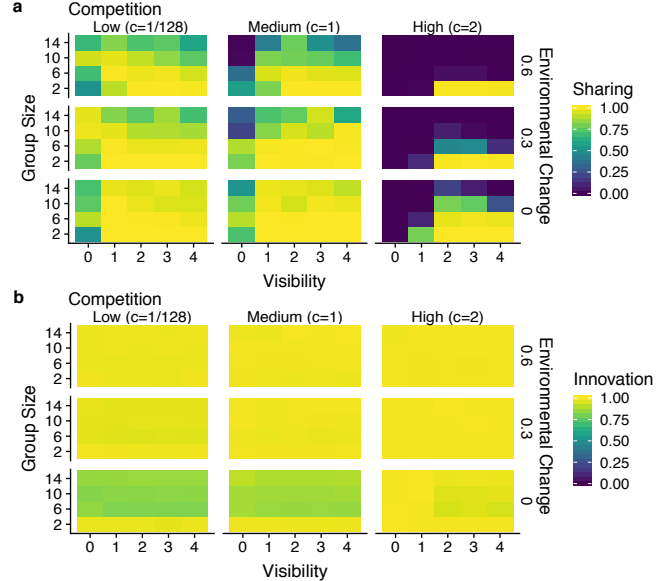 a
Competition
Low (c=1/128) Medium (c=1) High (c=2)
Group Size
14
10
6
2
14
10
6
2
14
10
6
2
0.6
0.3
0
Environmental Change
0 1 2 3 4 0 1 2 3 4 0 1 2 3 4
Visibility
Sharing
1.00
0.75
0.50
0.25
0.00
b
Competition
Low (c=1/128) Medium (c=1) High (c=2)
Group Size
14
10
6
2
14
10
6
2
14
10
6
2
0.6
0.3
0
Environmental Change
0 1 2 3 4 0 1 2 3 4 0 1 2 3 4
Visibility
Innovation
1.00
0.75
0.50
0.25
0.00